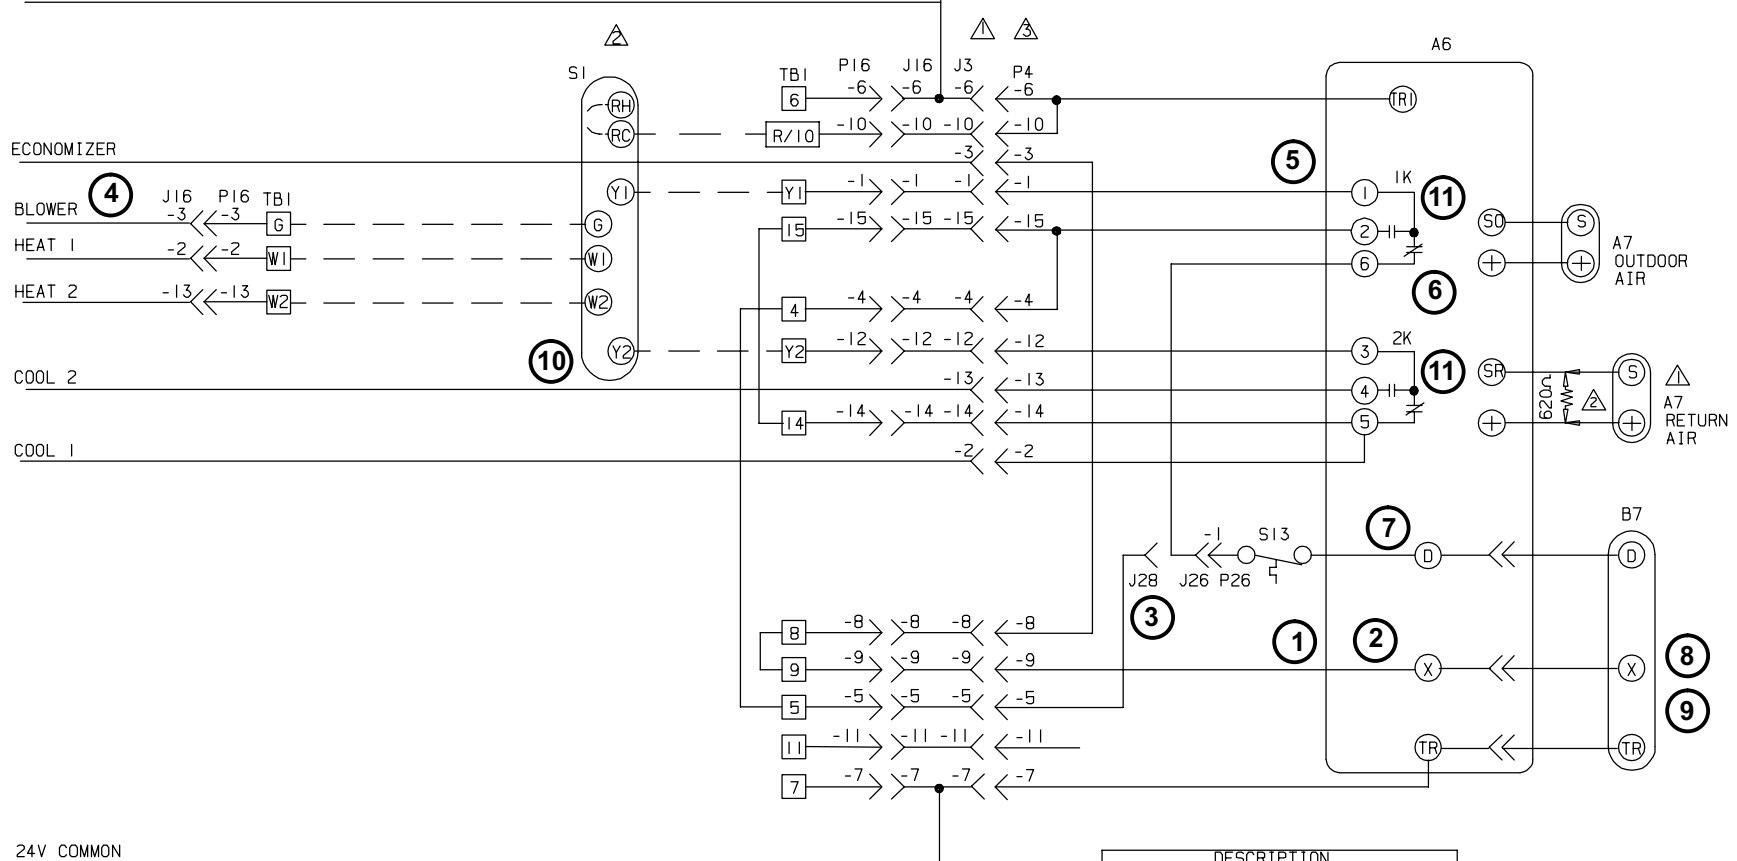 2
S1
RH
RC
Y1
G
W1
W2
Y2
10
ECONOMIZER
BLOWER
4
J16 P16 TB1
-3 -3 G
HEAT 1
-2 -2 W1
HEAT 2
-13 -13 W2
COOL 2
COOL 1
24V COMMON
1 3
TB1 P16 J16 J3 P4
6 -6 -6 -6 -6
R/10 -10 -10 -10 -10
-3 -3
Y1 -1 -1 -1 -1
15 -15 -15 -15 -15
4 -4 -4 -4 -4
Y2 -12 -12 -12 -12
-13 -13
14 -14 -14 -14 -14
-2 -2
8 -8 -8 -8 -8
9 -9 -9 -9 -9
5 -5 -5 -5 -5
11 -11 -11 -11 -11
7 -7 -7 -7 -7
A6
TR1
5
1 1K 11
2
6
6
3 2K
4 11
5
SO S
+ +
A7
OUTDOOR
AIR
SR S
+ +
620Ω
2
1
A7
RETURN
AIR
-1 S13
J28 J26 P26
3
7
D
1 2
X
TR
B7
D
X
TR
8
9
DESCRIPTION